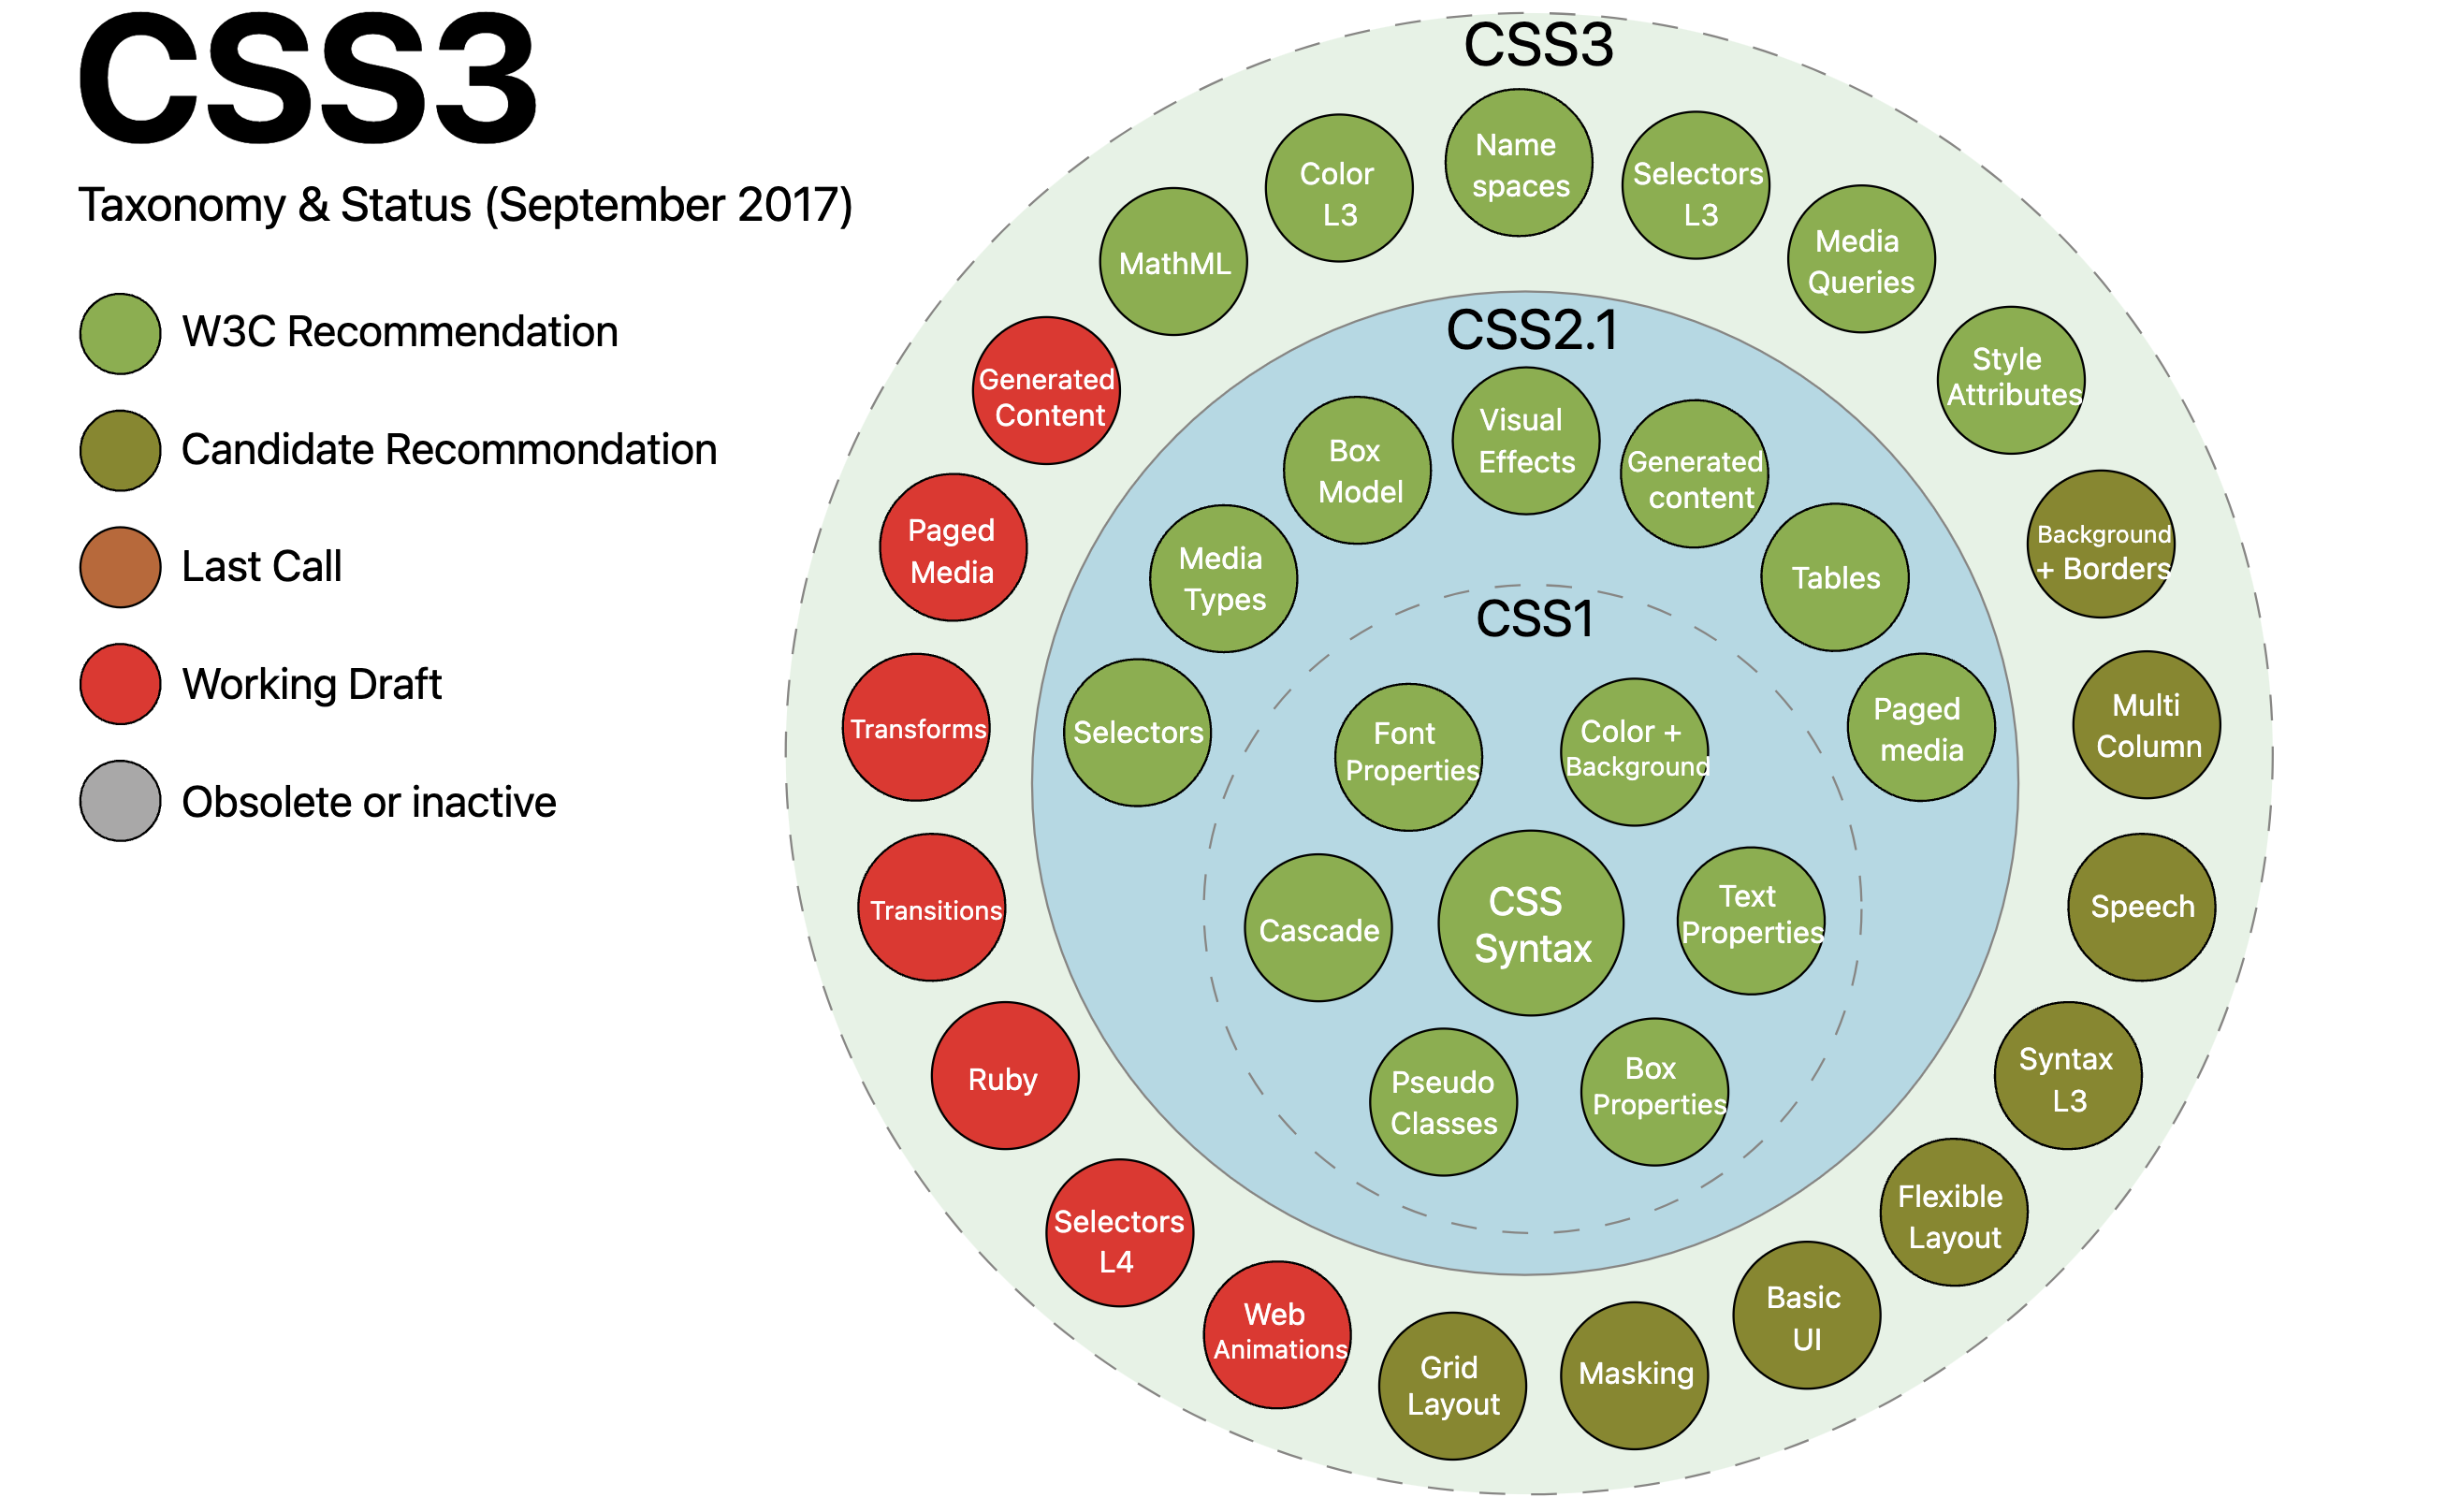 CSS3
Taxonomy & Status (September 2017)
W3C Recommendation
Candidate Recommondation
Last Call
Working Draft
Obsolete or inactive
CSS3
Name
spaces
Selectors
L3
Media
Queries
Style
Attributes
Background
+ Borders
Multi
Column
Speech
Syntax
L3
Flexible
Layout
Basic
UI
Masking
Grid
Layout
Web
Animations
Selectors
L4
Ruby
Transitions
Transforms
Paged
Media
Generated
Content
MathML
Color
L3
CSS2.1
Visual
Effects
Generated
content
Tables
Paged
media
Selectors
Media
Types
Box
Model
CSS1
Font
Properties
Color +
Background
Text
Properties
Box
Properties
Pseudo
Classes
Cascade
CSS
Syntax